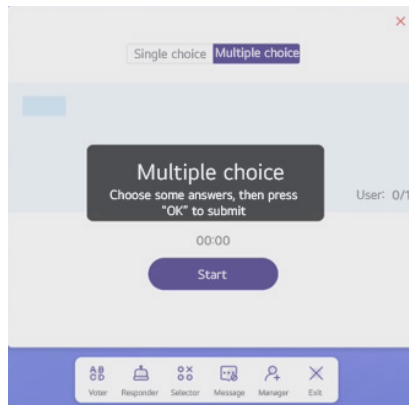 Single choice Multiple choice
Multiple choice
Choose some answers, then press
"OK" to submit
User: 0/1
00:00
Start
A B
C D
Voter Responder Selector Message Manager Exit